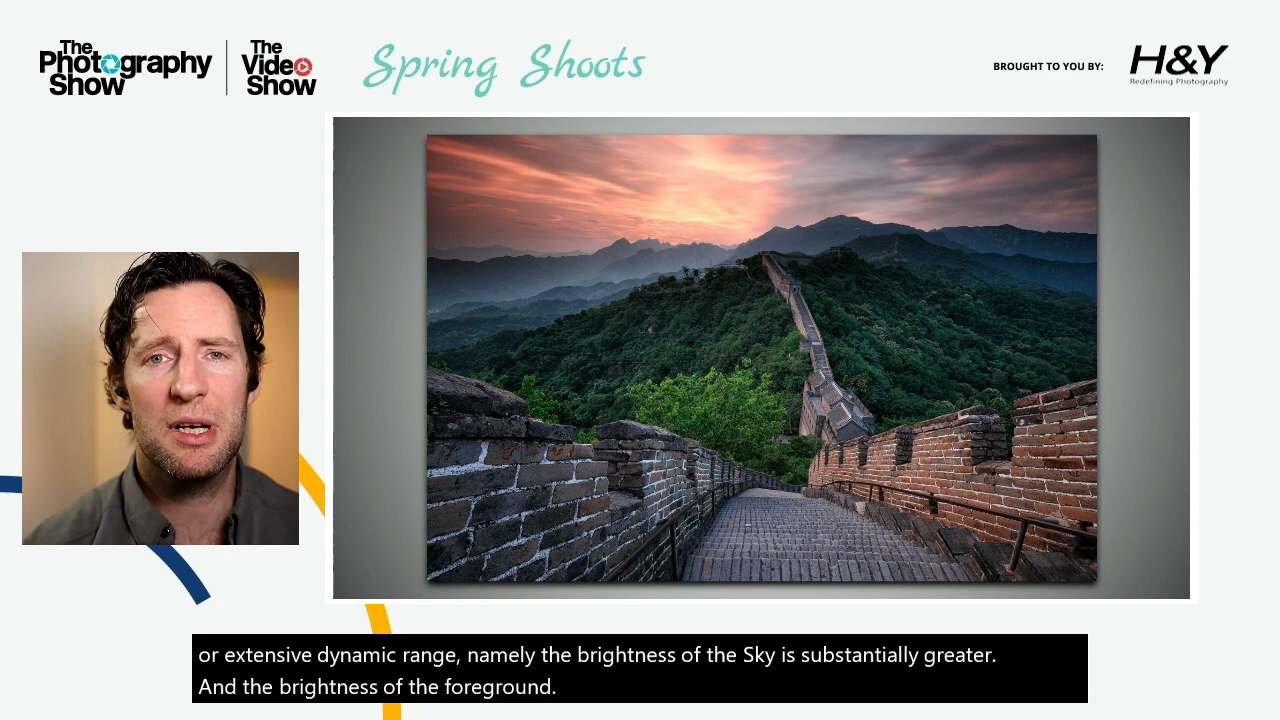 The
Photography
Show
The
Video
Show
Spring Shoots
BROUGHT TO YOU BY:
H&Y
Redefining Photography
or extensive dynamic range, namely the brightness of the Sky is substantially greater.
And the brightness of the foreground.